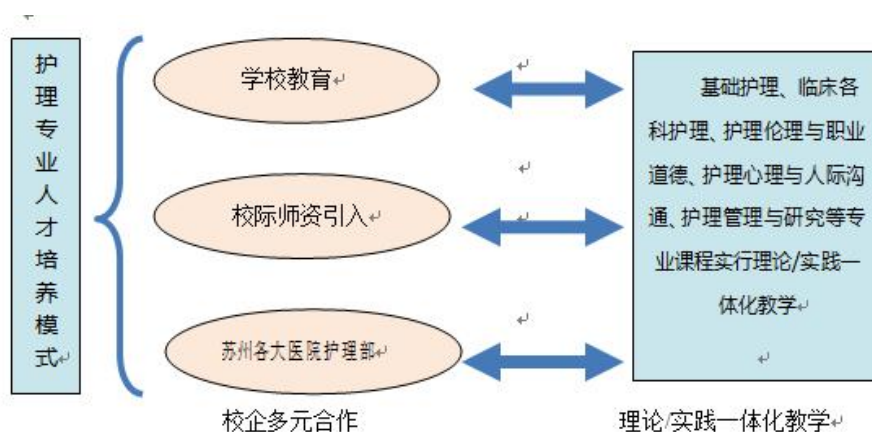 护理专业人才培养模式
学校教育
校际师资引入
苏州各大医院护理部
基础护理、临床各
科护理、护理伦理与职业
道德、护理心理与人际沟
通、护理管理与研究等专
业课程实行理论/实践一
体化教学
校企多元合作
理论/实践一体化教学